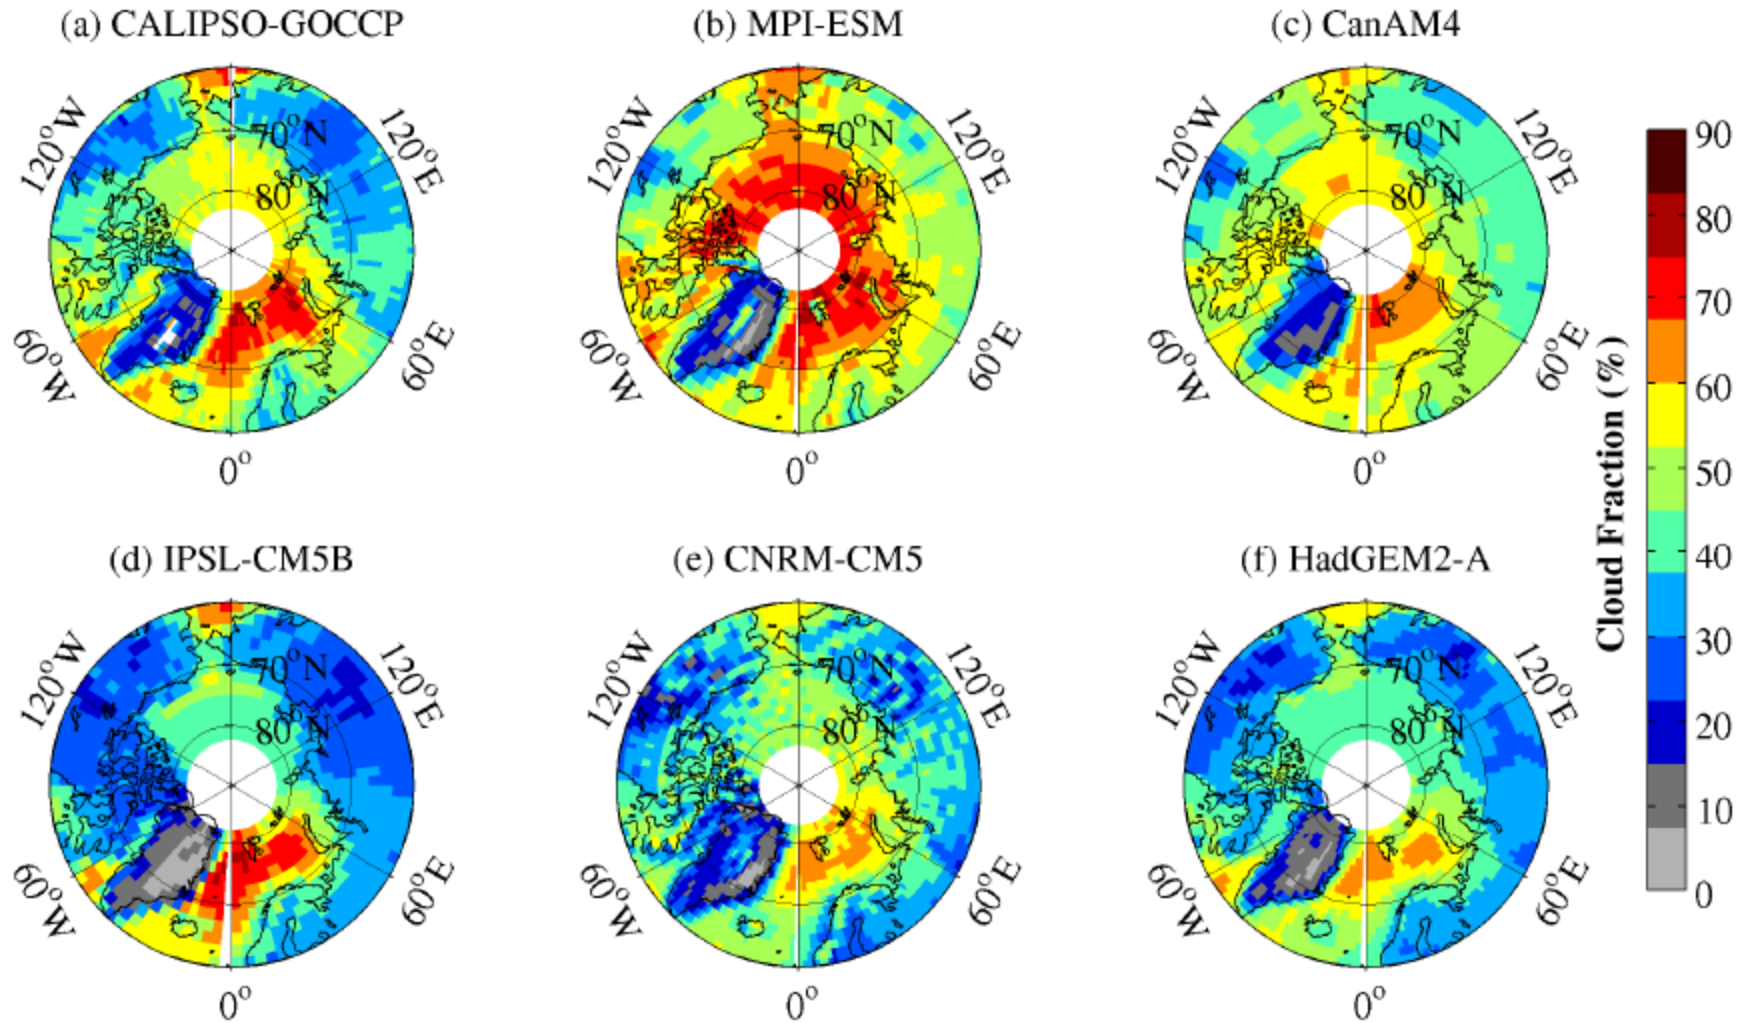 (a) CALIPSO-GOCCP
(b) MPI-ESM
(c) CanAM4
120°W
70°N
80°N
120°E
60°W
0°
60°E
120°W
70°N
80°N
120°E
60°W
0°
60°E
120°W
70°N
80°N
120°E
60°W
0°
60°E
(d) IPSL-CM5B
(e) CNRM-CM5
(f) HadGEM2-A
120°W
70°N
80°N
120°E
60°W
0°
60°E
120°W
70°N
80°N
120°E
60°W
0°
60°E
120°W
70°N
80°N
120°E
60°W
0°
60°E
Cloud Fraction (%)
90
80
70
60
50
40
30
20
10
0